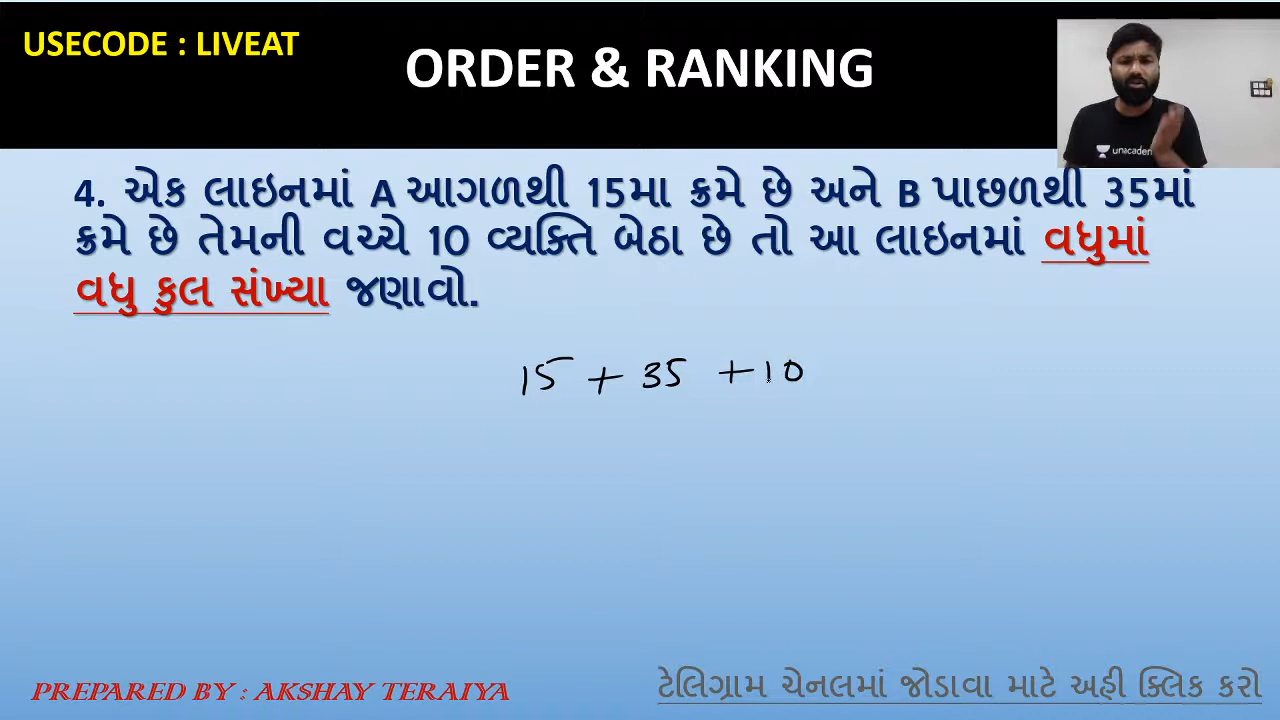 USECODE : LIVEAT
ORDER & RANKING
unacadem
4. એક લાઇનમાં A આગળથી 15મા ક્રમે છે અને B પાછળથી 35માં
ક્રમે છે તેમની વચ્ચે 10 વ્યક્તિ બેઠા છે તો આ લાઇનમાં વધુમાં
વધુ કુલ સંખ્યા જણાવો.
15 + 35 + 10
PREPARED BY : AKSHAY TERAIYA
ટેલિગ્રામ ચેનલમાં જોડાવા માટે અહી ક્લિક કરો